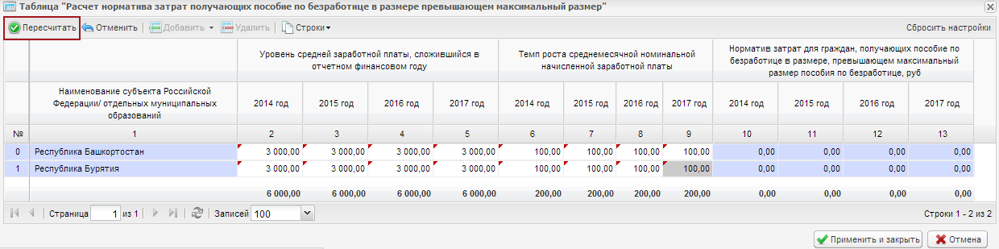 Таблица "Расчет норматива затрат получающих пособие по безработице в размере превышающем максимальный размер"
Пересчитать Отменить Добавить Удалить Строки Сбросить настройки
Уровень средней заработной платы, сложившийся в отчетном финансовом году
Темп роста среднемесячной номинальной начисленной заработной платы
Норматив затрат для граждан, получающих пособие по безработице в размере, превышающем максимальный размер пособия по безработице, руб
Наименование субъекта Российской Федерации/ отдельных муниципальных образований
2014 год 2015 год 2016 год 2017 год 2014 год 2015 год 2016 год 2017 год 2014 год 2015 год 2016 год 2017 год
№ 1 2 3 4 5 6 7 8 9 10 11 12 13
0 Республика Башкортостан 3 000,00 3 000,00 3 000,00 3 000,00 100,00 100,00 100,00 100,00 0,00 0,00 0,00 0,00
1 Республика Бурятия 3 000,00 3 000,00 3 000,00 3 000,00 100,00 100,00 100,00 100,00 0,00 0,00 0,00 0,00
6 000,00 6 000,00 6 000,00 6 000,00 200,00 200,00 200,00 200,00 0,00 0,00 0,00 0,00
Страница 1 из 1 Записей 100 Строки 1 - 2 из 2
Применить и закрыть Отмена